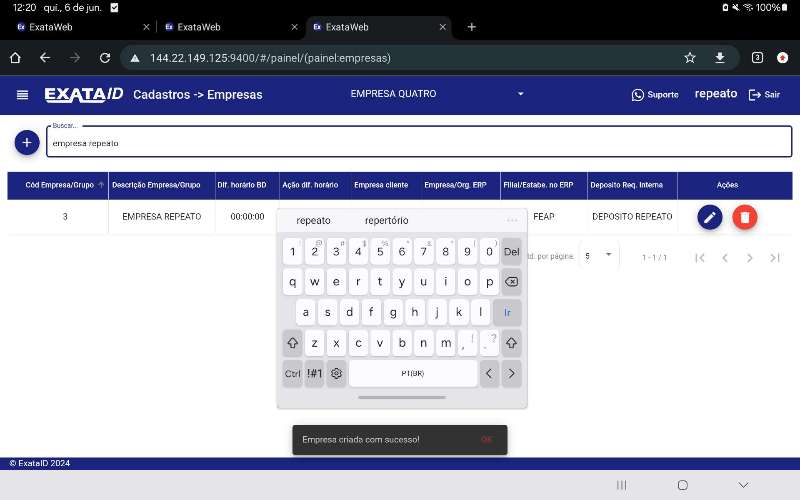 12:20 qui., 6 de jun. 100%
ExataWeb
ExataWeb
ExataWeb
144.22.149.125:9400/#/painel/(painel:empresas)
3
EXATAID Cadastros -> Empresas EMPRESA QUATRO Suporte repeato Sair
Buscar...
empresa repeato
Cód Empresa/Grupo Descrição Empresa/Grupo Dif. horário BD Ação dif. horário Empresa cliente Empresa/Org. ERP Filial/Estabe. no ERP Deposito Req. Interna Ações
3 EMPRESA REPEATO 00:00:00 FEAP DEPOSITO REPEATO
td. por página: 5 1 - 1 / 1
repeato repertório ...
1 2 3 4 5 6 7 8 9 0 Del
q w e r t y u i o p
a s d f g h j k l Ir
z x c v b n m , ! . ?
Ctrl !#1 PT(BR) < >
Empresa criada com sucesso! OK
© ExataID 2024